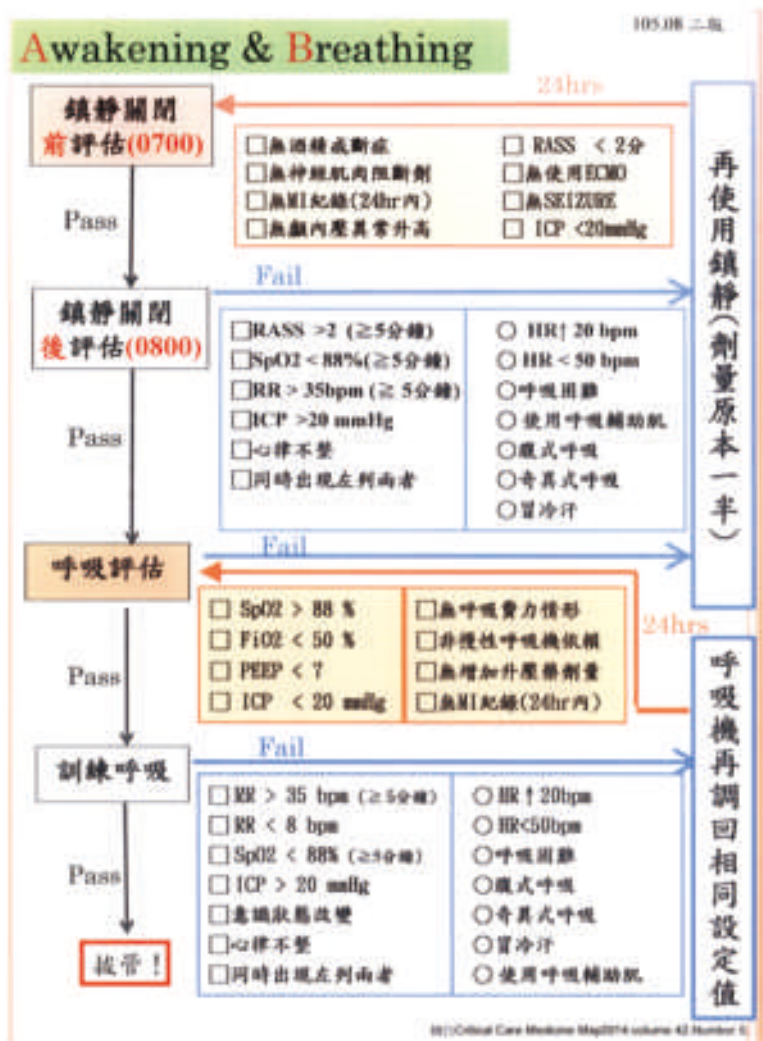 105.08 二版
Awakening & Breathing
24hrs
鎮靜關閉
前評估(0700)
□無酒精戒斷症
□無神經肌肉阻斷劑
□無MI紀錄(24hr內)
□無顱內壓異常升高
□ RASS < 2分
□無使用ECMO
□無SEIZURE
□ ICP <20mmHg
再使用鎮靜(劑量原本一半)
Pass
Fail
鎮靜關閉
後評估(0800)
□RASS >2 (≥5分鐘)
□SpO2 < 88%(≥5分鐘)
□RR > 35bpm (≥ 5分鐘)
□ICP >20 mmHg
□心律不整
□同時出現左列兩者
○ HR↑ 20 bpm
○ HR < 50 bpm
○呼吸困難
○ 使用呼吸輔助肌
○腹式呼吸
○奇異式呼吸
○冒冷汗
Pass
Fail
呼吸評估
□ SpO2 > 88 %
□ FiO2 < 50 %
□ PEEP < 7
□ ICP < 20 mmHg
□無呼吸費力情形
□非慢性呼吸機依賴
□無增加升壓藥劑量
□無MI紀錄(24hr內)
24hrs
呼吸機再調回相同設定值
Pass
Fail
訓練呼吸
□ RR > 35 bpm (≥5分鐘)
□ RR < 8 bpm
□ SpO2 < 88% (≥5分鐘)
□ ICP > 20 mmHg
□意識狀態改變
□心律不整
□同時出現左列兩者
○ HR↑20bpm
○ HR<50bpm
○呼吸困難
○腹式呼吸
○奇異式呼吸
○冒冷汗
○ 使用呼吸輔助肌
Pass
拔管！
Critical Care Medicine May2014 volume 42 Number 5